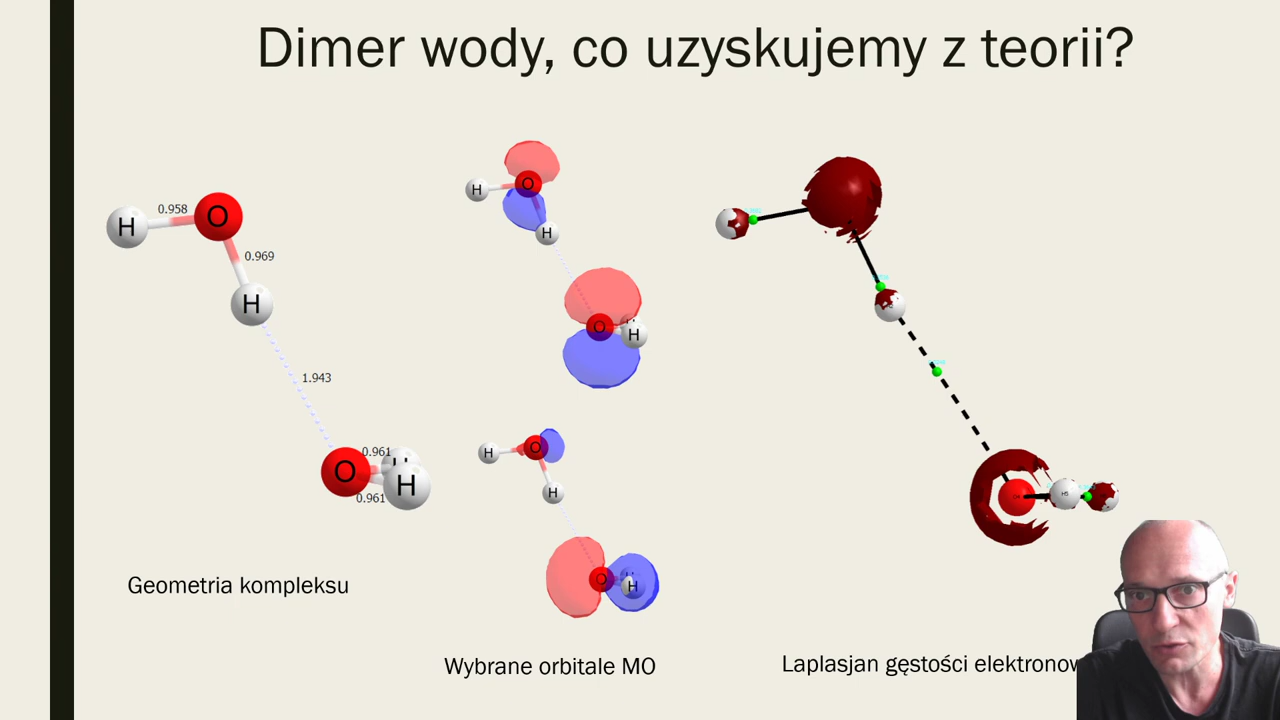 Dimer wody, co uzyskujemy z teorii?
H
0.958
O
0.969
H
1.943
0.961
O
H
H
0.961
Geometria kompleksu
H
O
H
O
H
H
O
H
O
H
Wybrane orbitale MO
H5
Laplasjan gęstości